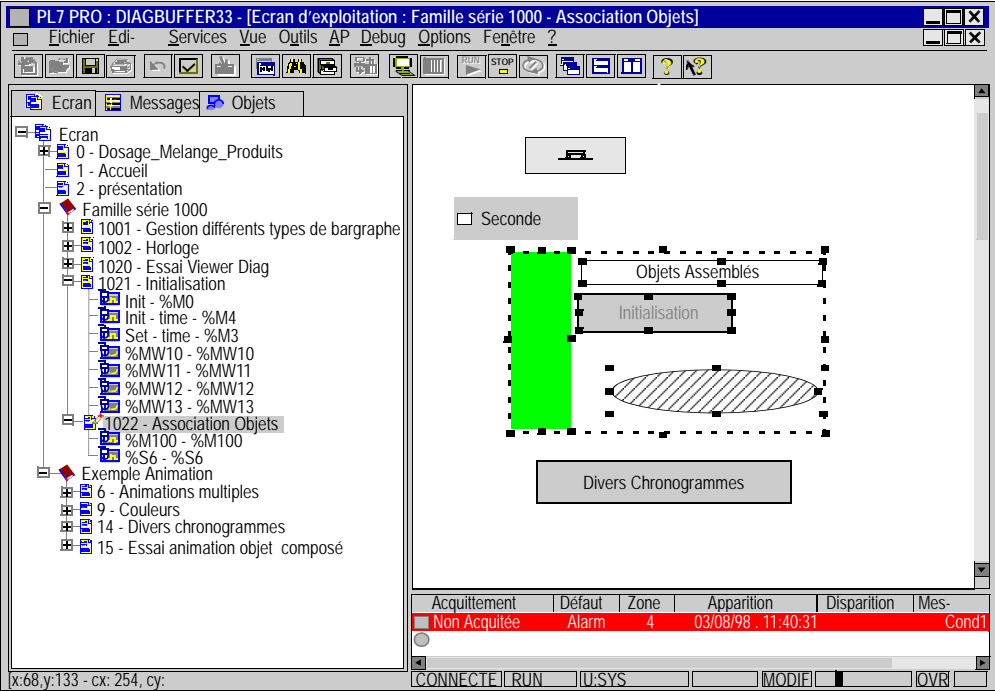 PL7 PRO : DIAGBUFFER33 - [Ecran d'exploitation : Famille série 1000 - Association Objets]
Fichier Edi- Services Vue Outils AP Debug Options Fenêtre ?
RUN STOP ? ?
Ecran Messages Objets
Ecran
0 - Dosage_Melange_Produits
1 - Accueil
2 - présentation
Famille série 1000
1001 - Gestion différents types de bargraphe
1002 - Horloge
1020 - Essai Viewer Diag
1021 - Initialisation
Init - %M0
Init - time - %M4
Set - time - %M3
%MW10 - %MW10
%MW11 - %MW11
%MW12 - %MW12
%MW13 - %MW13
1022 - Association Objets
%M100 - %M100
%S6 - %S6
Exemple Animation
6 - Animations multiples
9 - Couleurs
14 - Divers chronogrammes
15 - Essai animation objet composé
Seconde
Objets Assemblés
Initialisation
Divers Chronogrammes
Acquittement Défaut Zone Apparition Disparition Mes-
Non Acquitée Alarm 4 03/08/98 . 11:40:31 Cond1
x:68,y:133 - cx: 254, cy: CONNECTE RUN U:SYS MODIF OVR